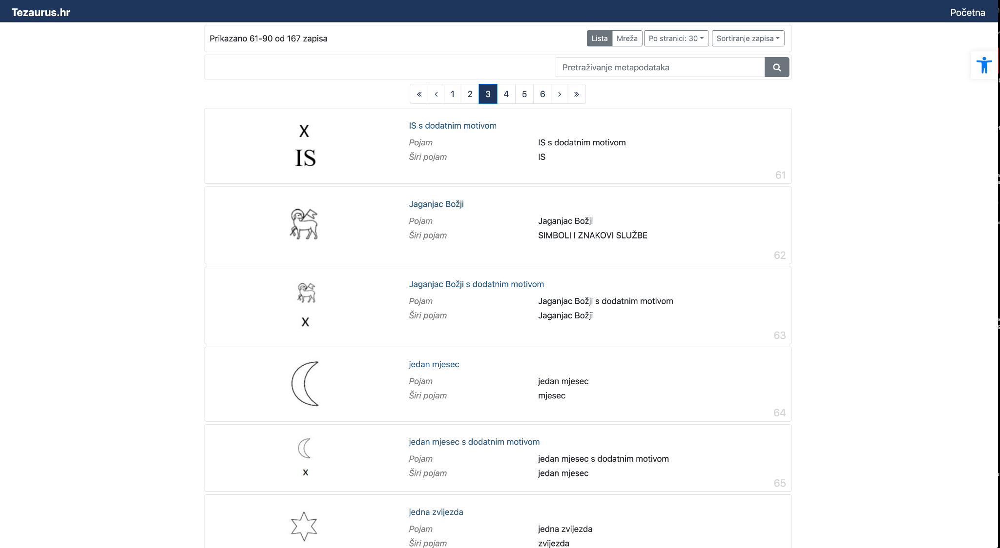 Tezaurus.hr
Početna
Prikazano 61-90 od 167 zapisa
Lista Mreža Po stranici: 30 Sortiranje zapisa
Pretraživanje metapodataka
« ‹ 1 2 3 4 5 6 › »
X
IS
IS s dodatnim motivom
Pojam IS s dodatnim motivom
Širi pojam IS
61
Jaganjac Božji
Pojam Jaganjac Božji
Širi pojam SIMBOLI I ZNAKOVI SLUŽBE
62
x
Jaganjac Božji s dodatnim motivom
Pojam Jaganjac Božji s dodatnim motivom
Širi pojam Jaganjac Božji
63
jedan mjesec
Pojam jedan mjesec
Širi pojam mjesec
64
x
jedan mjesec s dodatnim motivom
Pojam jedan mjesec s dodatnim motivom
Širi pojam jedan mjesec
65
jedna zvijezda
Pojam jedna zvijezda
Širi pojam zvijezda